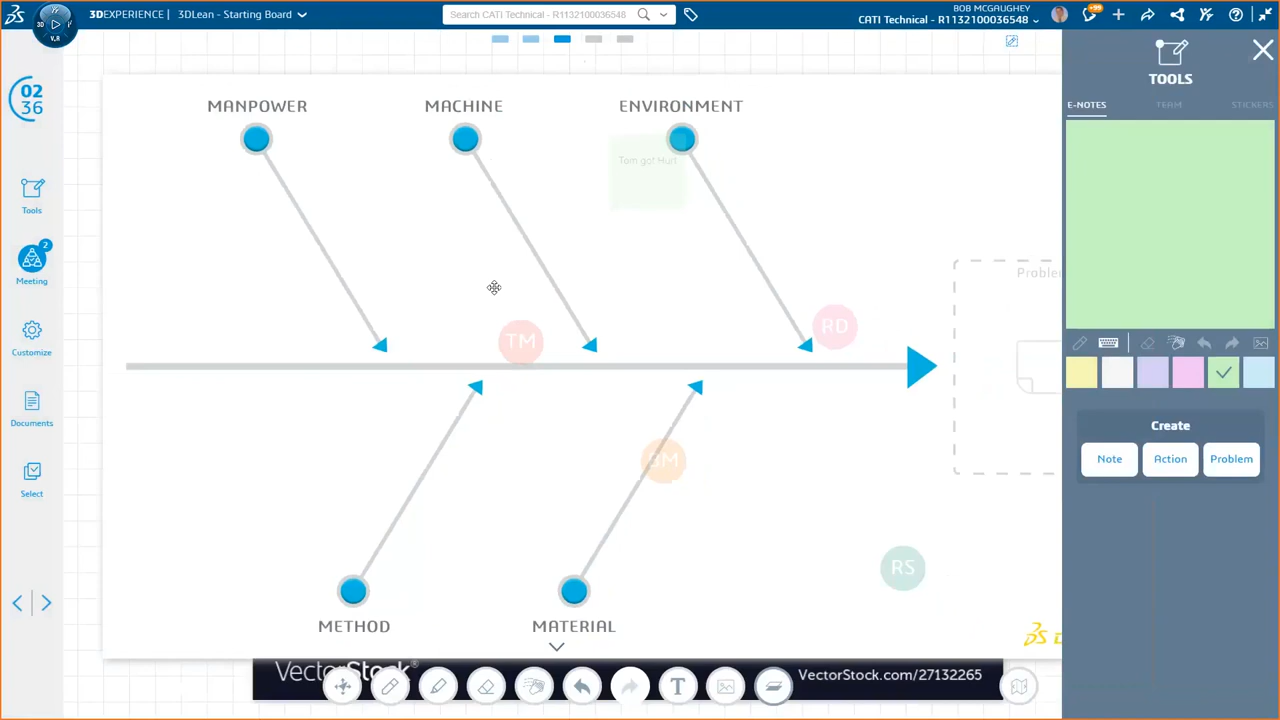 3DEXPERIENCE | 3DLean - Starting Board
Search CATI Technical - R1132100036548
BOB MCGAUGHEY
CATI Technical - R1132100036548
+99
V.R
3D
02
36
Tools
2
Meeting
Customize
Documents
Select
MANPOWER
MACHINE
ENVIRONMENT
Tom got Hurt
TM
RD
BM
RS
METHOD
MATERIAL
VectorStock®
VectorStock.com/27132265
T
TOOLS
E-NOTES
TEAM
STICKERS
Create
Note
Action
Problem